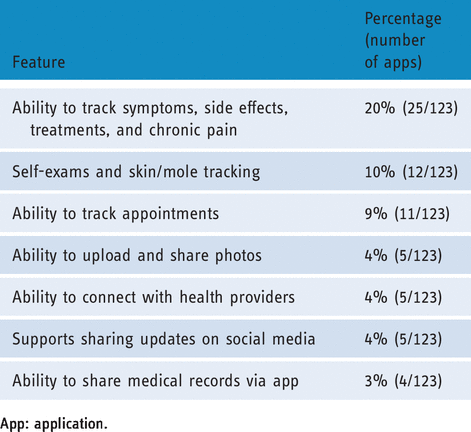 Feature Percentage (number of apps)
Ability to track symptoms, side effects, 20% (25/123)
treatments, and chronic pain
Self-exams and skin/mole tracking 10% (12/123)
Ability to track appointments 9% (11/123)
Ability to upload and share photos 4% (5/123)
Ability to connect with health providers 4% (5/123)
Supports sharing updates on social media 4% (5/123)
Ability to share medical records via app 3% (4/123)
App: application.